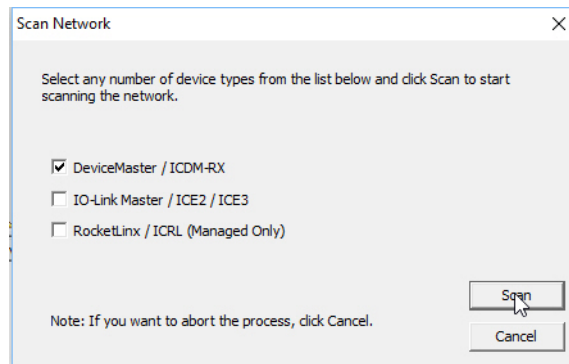 Scan Network
Select any number of device types from the list below and click Scan to start
scanning the network.
DeviceMaster / ICDM-RX
IO-Link Master / ICE2 / ICE3
RocketLinx / ICRL (Managed Only)
Scan
Note: If you want to abort the process, click Cancel.
Cancel